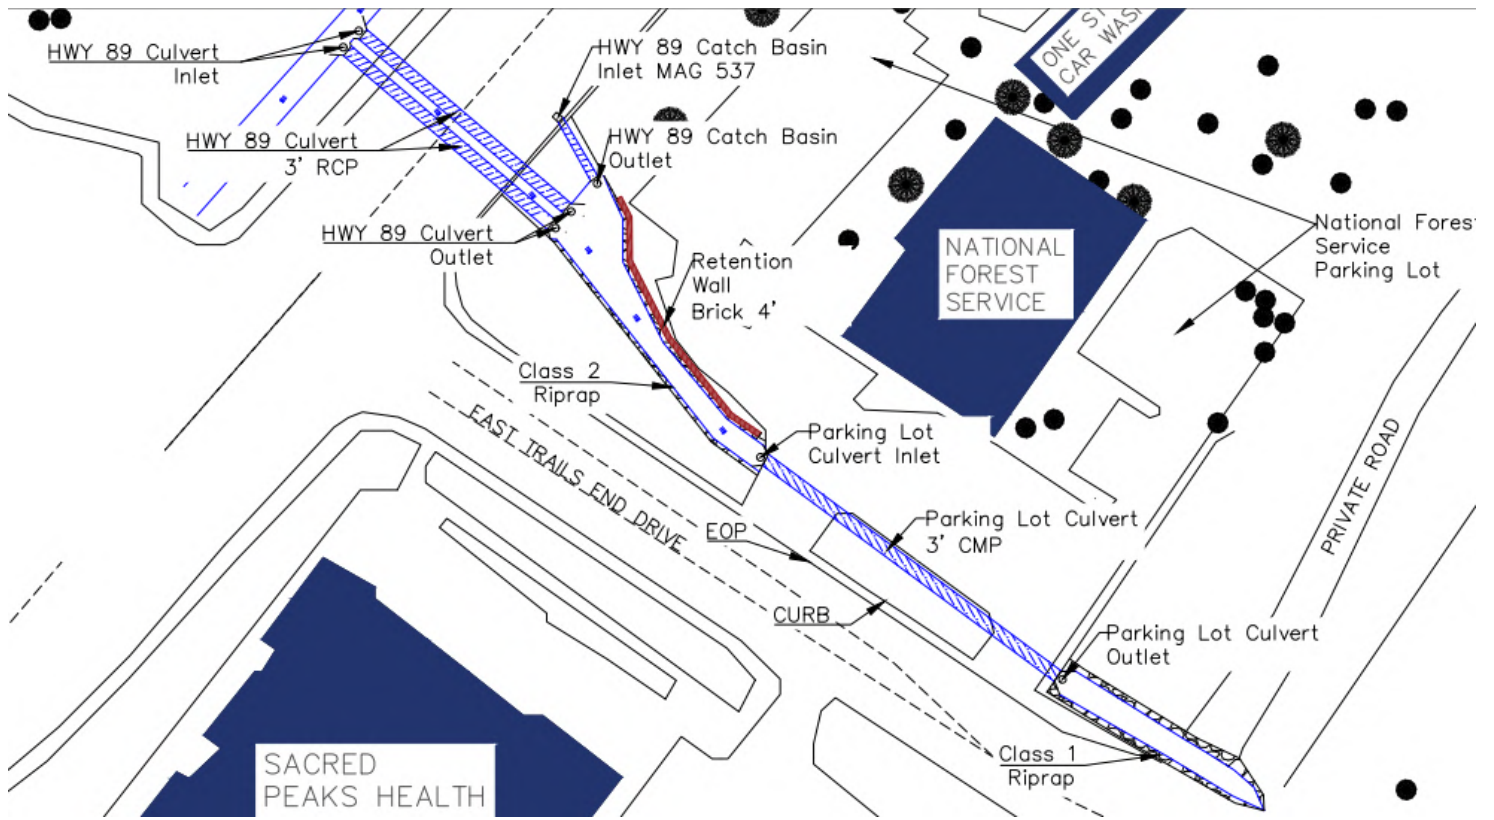 HWY 89 Culvert
Inlet
HWY 89 Catch Basin
Inlet MAG 537
ONE
CAR
HWY 89 Culvert
3' RCP
HWY 89 Catch Basin
Outlet
HWY 89 Culvert
Outlet
Retention
Wall
Brick 4'
NATIONAL
FOREST
SERVICE
National
Service
Parking Lot
Class 2
Riprap
EAST TRAILS END DRIVE
Parking Lot
Culvert Inlet
PRIVATE ROAD
EOP
Parking Lot Culvert
3' CMP
CURB
Parking Lot Culvert
Outlet
Class 1
Riprap
SACRED
PEAKS HEALTH